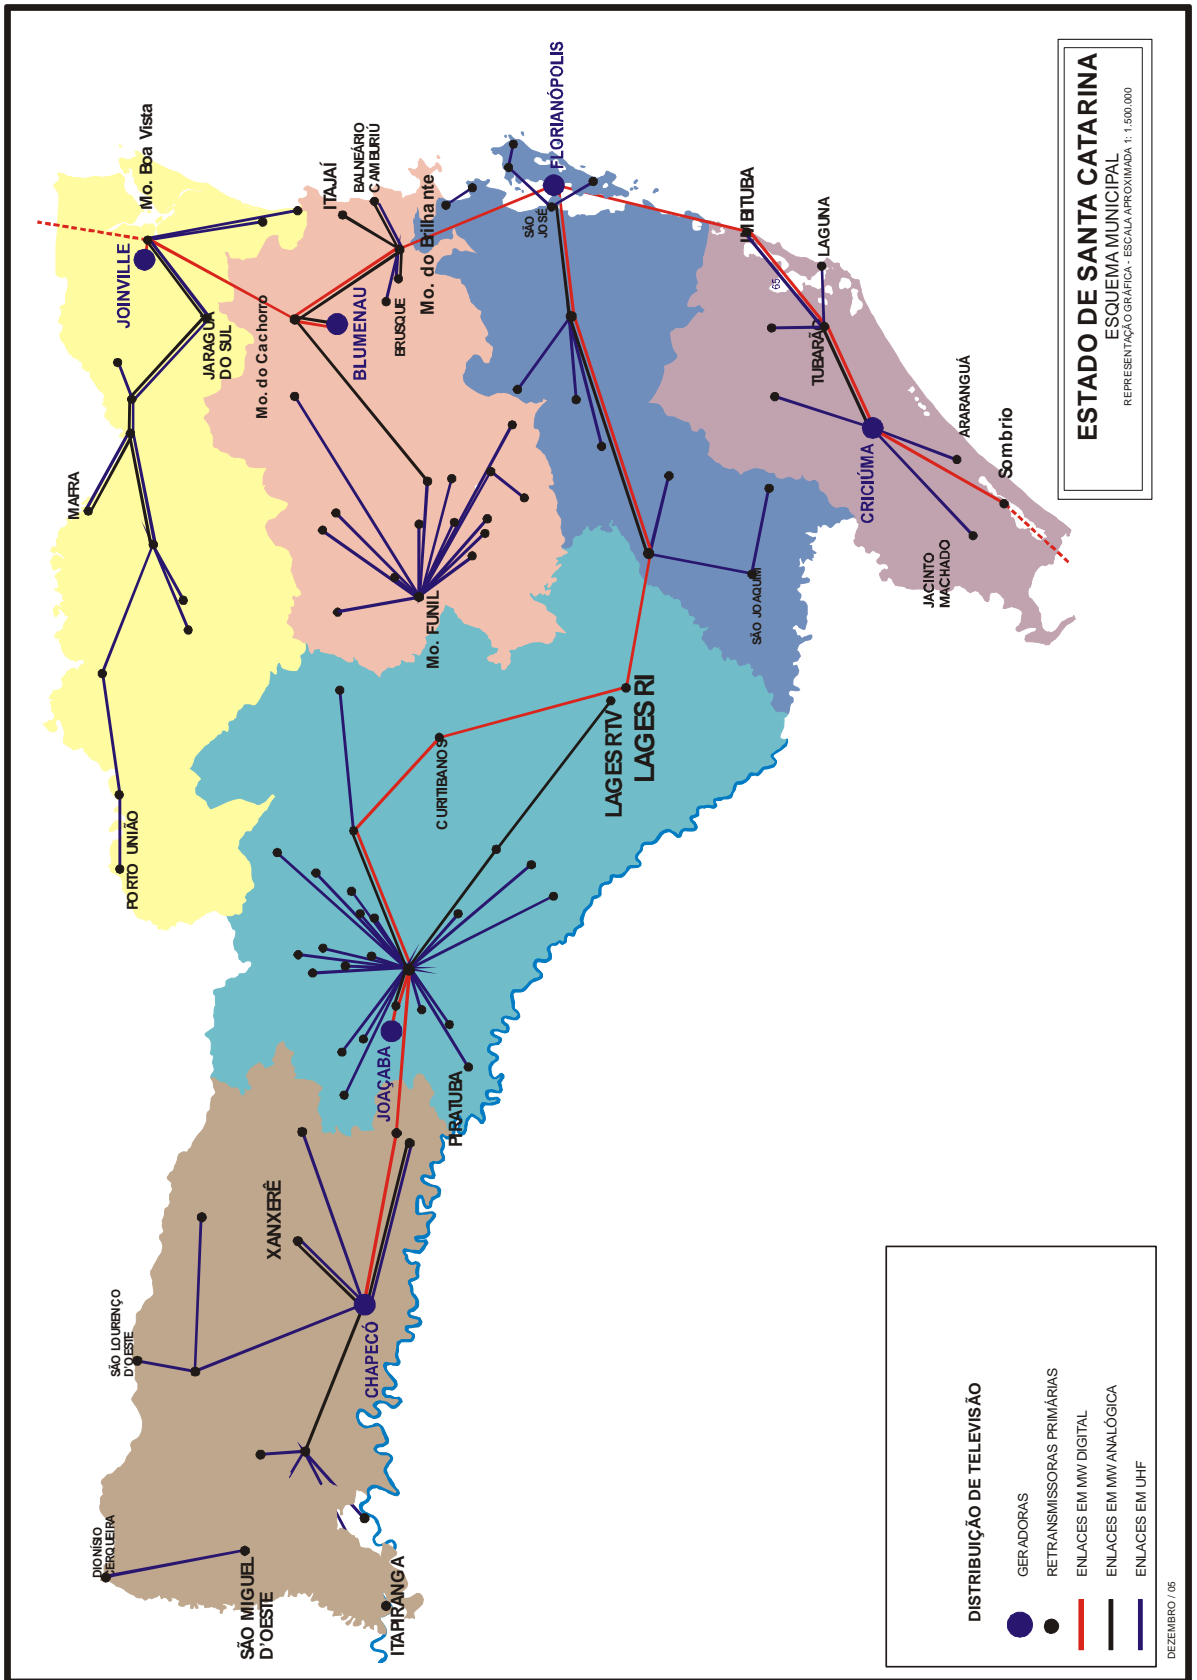 ESTADO DE SANTA CATARINA
ESQUEMA MUNICIPAL
REPRESENTAÇÃO GRÁFICA - ESCALA APROXIMADA 1: 1.500.000
Mo. Boa Vista
JOINVILLE
JARAGUÁ
DO SUL
MAFRA
PORTO UNIÃO
Mo. do Cachorro
BLUMENAU
ITAJAÍ
BALNEÁRIO
CAMBURIÚ
BRUSQUE
Mo. do Brilhante
Mo. FUNIL
FLORIANÓPOLIS
SÃO
JOSÉ
IMBITUBA
LAGUNA
65
TUBARÃO
CRICIÚMA
ARARANGUÁ
Sombrio
JACINTO
MACHADO
SÃO JOAQUIM
LAGES RTV
LAGES RI
CURITIBANOS
JOAÇABA
PIRATUBA
XANXERÊ
CHAPECÓ
SÃO LOURENÇO
D'OESTE
DIONÍSIO
CERQUEIRA
SÃO MIGUEL
D'OESTE
ITAPIRANGA
DISTRIBUIÇÃO DE TELEVISÃO
GERADORAS
RETRANSMISSORAS PRIMÁRIAS
ENLACES EM MW DIGITAL
ENLACES EM MW ANALÓGICA
ENLACES EM UHF
DEZEMBRO / 05